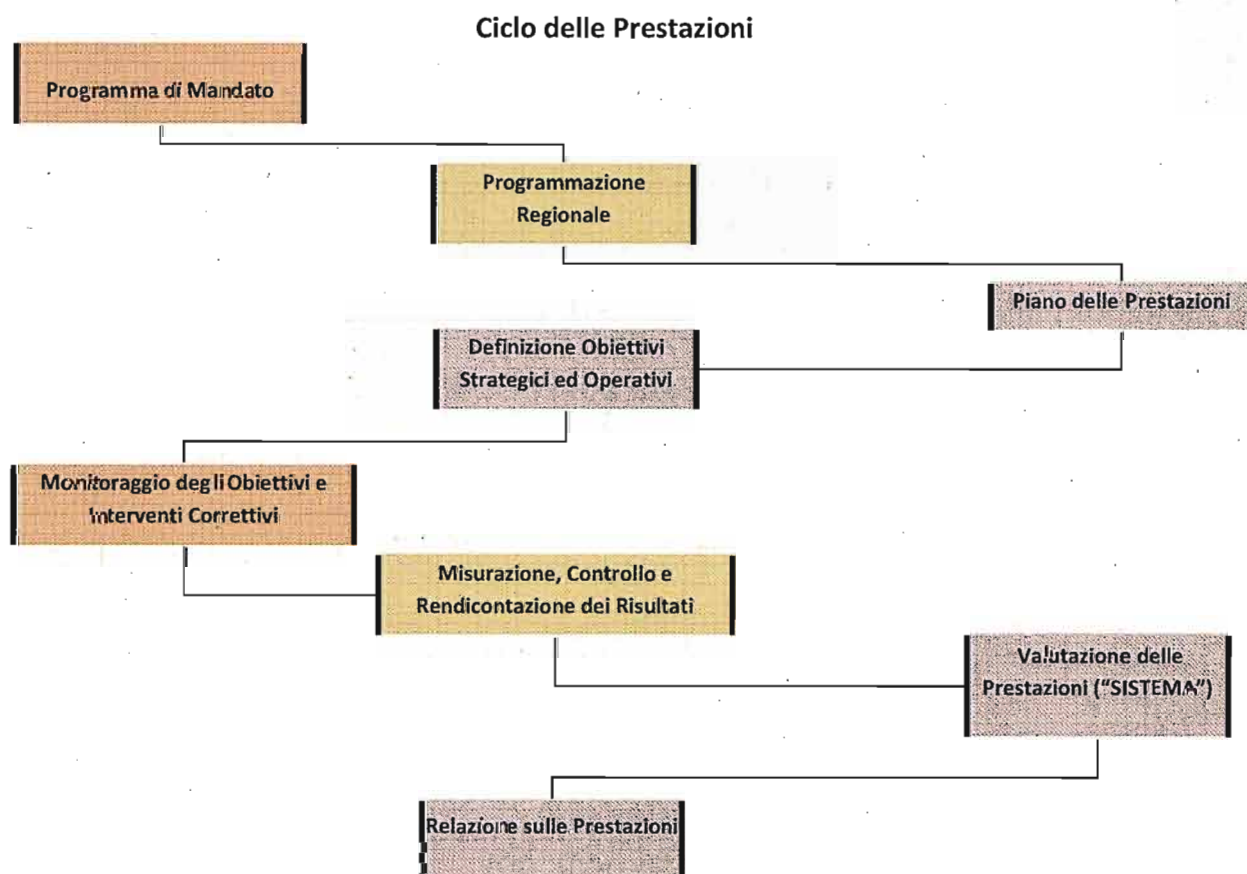 Ciclo delle Prestazioni
Programma di Mandato
Programmazione
Regionale
Piano delle Prestazioni
Definizione Obiettivi
Strategici ed Operativi
Monitoraggio degli Obiettivi e
Interventi Correttivi
Misurazione, Controllo e
Rendicontazione dei Risultati
Valutazione delle
Prestazioni (“SISTEMA”)
Relazione sulle Prestazioni